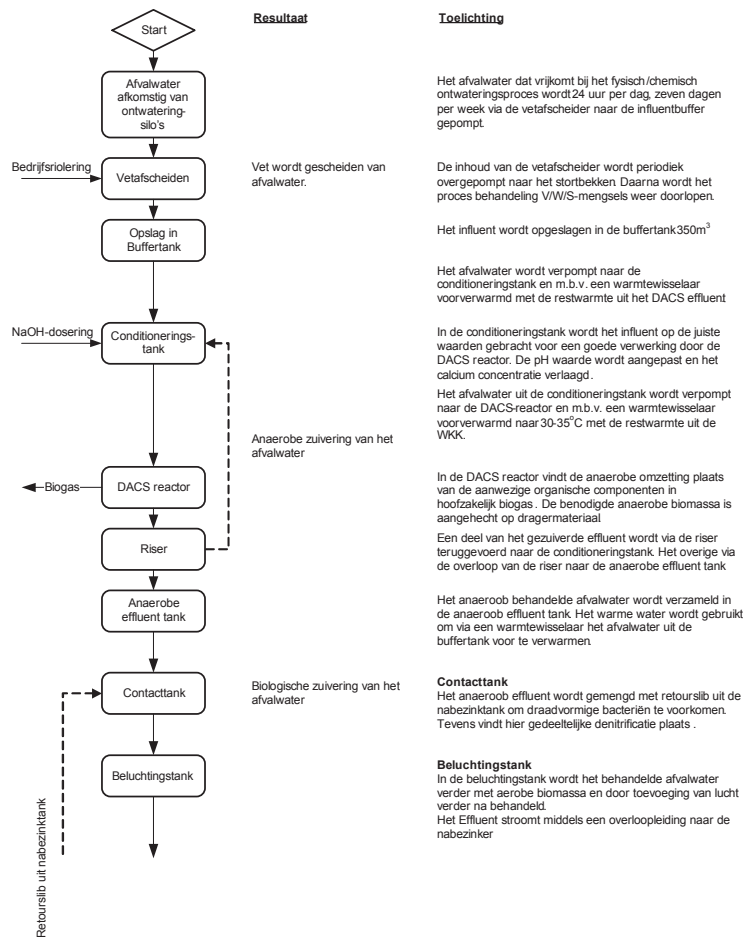 Start
Resultaat
Toelichting
Afvalwater
afkomstig van
ontwatering-
silo's
Het afvalwater dat vrijkomt bij het fysisch/chemisch
ontwateringsproces wordt 24 uur per dag, zeven dagen
per week via de vetafscheider naar de influentbuffer
gepompt.
Bedrijfsriolering
Vetafscheiden
Vet wordt gescheiden van
afvalwater.
De inhoud van de vetafscheider wordt periodiek
overgepompt naar het stortbekken. Daarna wordt het
proces behandeling V/W/S-mengsels weer doorlopen.
Opslag in
Buffertank
Het influent wordt opgeslagen in de buffertank 350m³
Het afvalwater wordt verpompt naar de
conditioneringstank en m.b.v. een warmtewisselaar
voorverwarmd met de restwarmte uit het DACS effluent
NaOH-dosering
Conditionerings-
tank
In de conditioneringstank wordt het influent op de juiste
waarden gebracht voor een goede verwerking door de
DACS reactor. De pH waarde wordt aangepast en het
calcium concentratie verlaagd.
Het afvalwater uit de conditioneringstank wordt verpompt
naar de DACS-reactor en m.b.v. een warmtewisselaar
voorverwarmd naar 30-35°C met de restwarmte uit de
WKK.
Anaerobe zuivering van het
afvalwater
Biogas
DACS reactor
In de DACS reactor vindt de anaerobe omzetting plaats
van de aanwezige organische componenten in
hoofzakelijk biogas. De benodigde anaerobe biomassa is
aangehecht op dragermateriaal
Riser
Een deel van het gezuiverde effluent wordt via de riser
teruggevoerd naar de conditioneringstank. Het overige via
de overloop van de riser naar de anaerobe effluent tank
Anaerobe
effluent tank
Het anaeroob behandelde afvalwater wordt verzameld in
de anaeroob effluent tank. Het warme water wordt gebruikt
om via een warmtewisselaar het afvalwater uit de
buffertank voor te verwarmen.
Contacttank
Biologische zuivering van het
afvalwater
Contacttank
Het anaeroob effluent wordt gemengd met retourslib uit de
nabezinktank om draadvormige bacteriën te voorkomen.
Tevens vindt hier gedeeltelijke denitrificatie plaats.
Beluchtingstank
Beluchtingstank
In de beluchtingstank wordt het behandelde afvalwater
verder met aerobe biomassa en door toevoeging van lucht
verder na behandeld.
Het Effluent stroomt middels een overloopleiding naar de
nabezinker
Retourslib uit nabezinktank